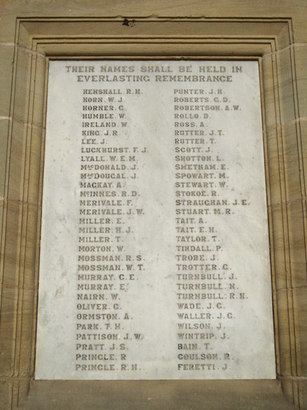 THEIR NAMES SHALL BE HELD IN
EVERLASTING REMEMBRANCE
HENSHALL. R.H.
HORN. W.J.
HORNER. G.
HUMBLE. W.
IRELAND. W.
KING. J.R.
LEE. J.
LUCKHURST. F.J.
LYALL. W.E.M.
McDONALD. J.
McDOUGAL. J.
MACKAY. A.
McINNES. R.D.
MERIVALE. F.
MERIVALE. J.W.
MILLER. E.
MILLER. H.J.
MILLER. T.
MORTON. W.
MOSSMAN. R.S.
MOSSMAN. W.T.
MURRAY. C.E.
MURRAY. E.
NAIRN. W.
OLIVER. G.
ORMSTON. A.
PARK. F.H.
PATTISON. J.W.
PRATT. J.S.
PRINGLE. R
PRINGLE. R.H.
PUNTER. J.H.
ROBERTS. G.D.
ROBERTSON. A.W.
ROLLO. D.
ROSS. A.
RUTTER. J.T.
RUTTER. T.
SCOTT. J.
SHOTTON. L.
SMETHAM. E.
SPOWART. M.
STEWART. W.
STOKOE. R.
STRAUGHAN. J.E.
STUART. M.R.
TAIT. A.
TAIT. E.H.
TAYLOR. T.
TINDALL. P.
TROBE. J.
TROTTER. G.
TURNBULL. J.
TURNBULL. M.
TURNBULL. R.H.
WADE. J.G.
WALLER. J.G.
WILSON. J.
WINTRIP. J.
BAIN. T.
COULSON. R.
FERETTI. J